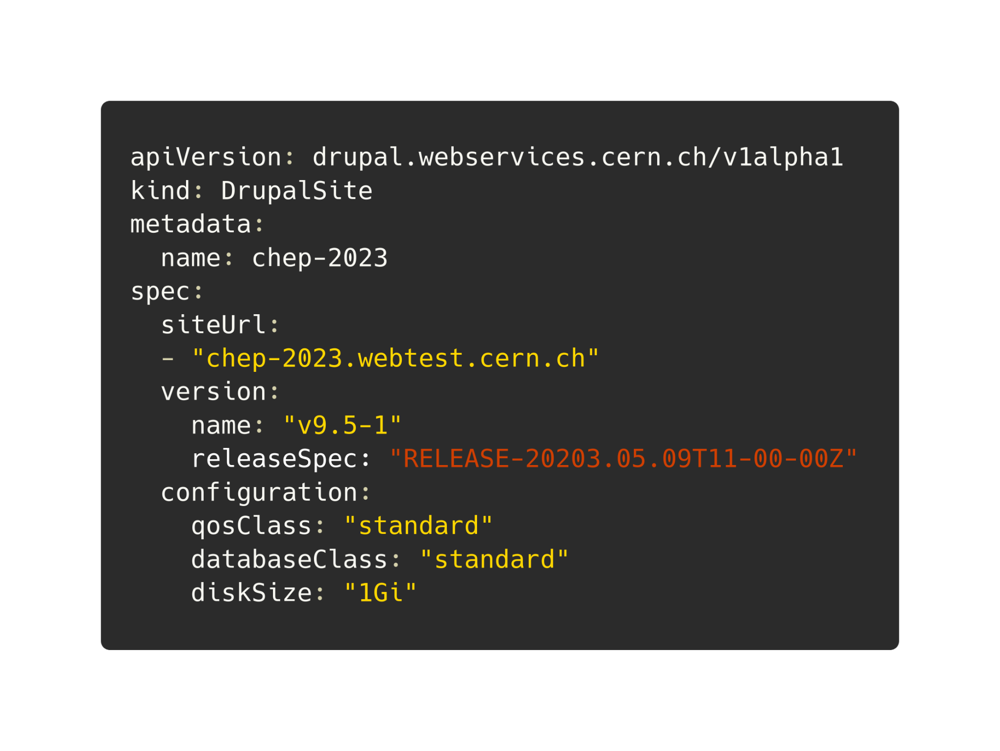 apiVersion: drupal.webservices.cern.ch/v1alpha1
kind: DrupalSite
metadata:
  name: chep-2023
spec:
  siteUrl:
  - "chep-2023.webtest.cern.ch"
  version:
    name: "v9.5-1"
    releaseSpec: "RELEASE-20203.05.09T11-00-00Z"
  configuration:
    qosClass: "standard"
    databaseClass: "standard"
    diskSize: "1Gi"